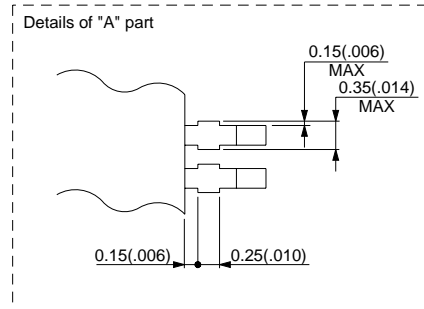 Details of "A" part
0.15(.006)
MAX
0.35(.014)
MAX
0.15(.006)
0.25(.010)